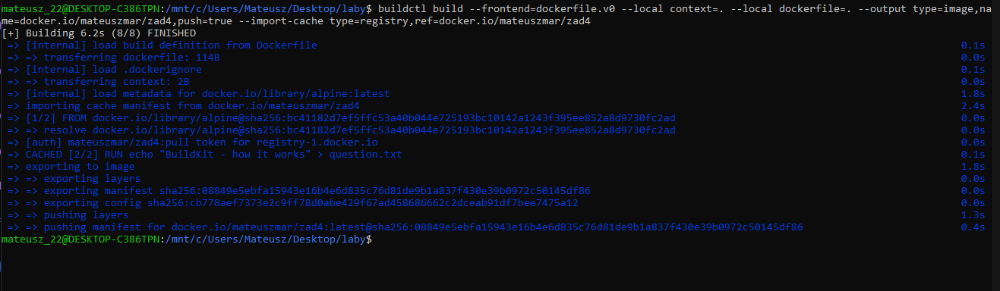 mateusz_22@DESKTOP-C386TPN:/mnt/c/Users/Mateusz/Desktop/laby$ buildctl build --frontend=dockerfile.v0 --local context=. --local dockerfile=. --output type=image,na
me=docker.io/mateuszmar/zad4,push=true --import-cache type=registry,ref=docker.io/mateuszmar/zad4
[+] Building 6.2s (8/8) FINISHED
=> [internal] load build definition from Dockerfile 0.1s
=> => transferring dockerfile: 114B 0.0s
=> [internal] load .dockerignore 0.1s
=> => transferring context: 2B 0.0s
=> [internal] load metadata for docker.io/library/alpine:latest 1.8s
=> importing cache manifest from docker.io/mateuszmar/zad4 2.4s
=> [1/2] FROM docker.io/library/alpine@sha256:bc41182d7ef5ffc53a40b044e725193bc10142a1243f395ee852a8d9730fc2ad 0.0s
=> => resolve docker.io/library/alpine@sha256:bc41182d7ef5ffc53a40b044e725193bc10142a1243f395ee852a8d9730fc2ad 0.0s
=> [auth] mateuszmar/zad4:pull token for registry-1.docker.io 0.0s
=> CACHED [2/2] RUN echo "BuildKit - how it works" > question.txt 0.1s
=> exporting to image 1.8s
=> => exporting layers 0.0s
=> => exporting manifest sha256:08849e5ebfa15943e16b4e6d835c76d81de9b1a837f430e39b0972c50145df86 0.0s
=> => exporting config sha256:cb778aef7373e2c9ff78d0abe429f67ad458686662c2dceab91df7bee7475a12 0.0s
=> => pushing layers 1.3s
=> => pushing manifest for docker.io/mateuszmar/zad4:latest@sha256:08849e5ebfa15943e16b4e6d835c76d81de9b1a837f430e39b0972c50145df86 0.4s
mateusz_22@DESKTOP-C386TPN:/mnt/c/Users/Mateusz/Desktop/laby$